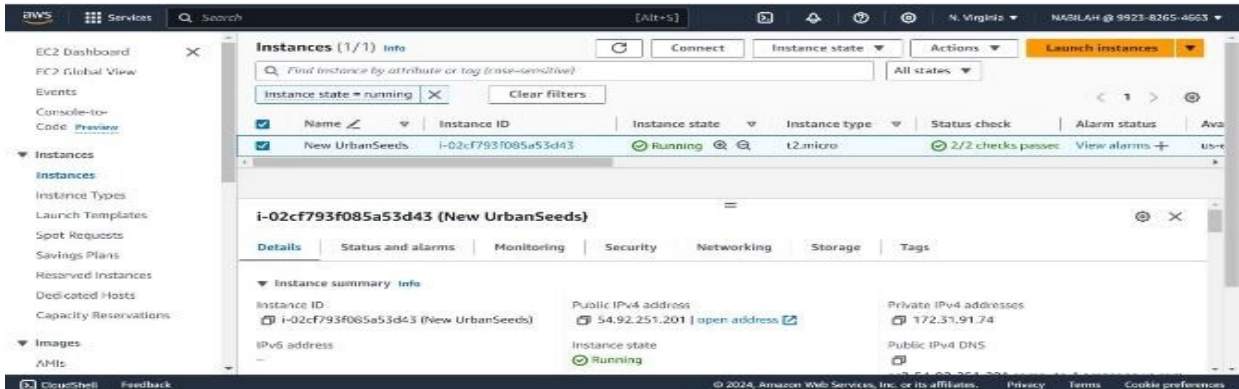 aws Services Search [Alt+S] N. Virginia NABILAH @ 9923-8265-4663
EC2 Dashboard
EC2 Global View
Events
Console-to-
Code Preview
Instances
Instances
Instance Types
Launch Templates
Spot Requests
Savings Plans
Reserved Instances
Dedicated Hosts
Capacity Reservations
Images
AMIs
Instances (1/1) Info Connect Instance state Actions Launch instances
Find Instance by attribute or tag (case-sensitive) All states
Instance state = running Clear filters 1
Name Instance ID Instance state Instance type Status check Alarm status Ava
New UrbanSeeds i-02cf793f085a53d43 Running t2.micro 2/2 checks passec View alarms + us-e
i-02cf793f085a53d43 (New UrbanSeeds)
Details Status and alarms Monitoring Security Networking Storage Tags
Instance summary Info
Instance ID Public IPv4 address Private IPv4 addresses
i-02cf793f085a53d43 (New UrbanSeeds) 54.92.251.201 | open address 172.31.91.74
IPv6 address Instance state Public IPv4 DNS
– Running
CloudShell Feedback © 2024, Amazon Web Services, Inc. or its affiliates. Privacy Terms Cookie preferences